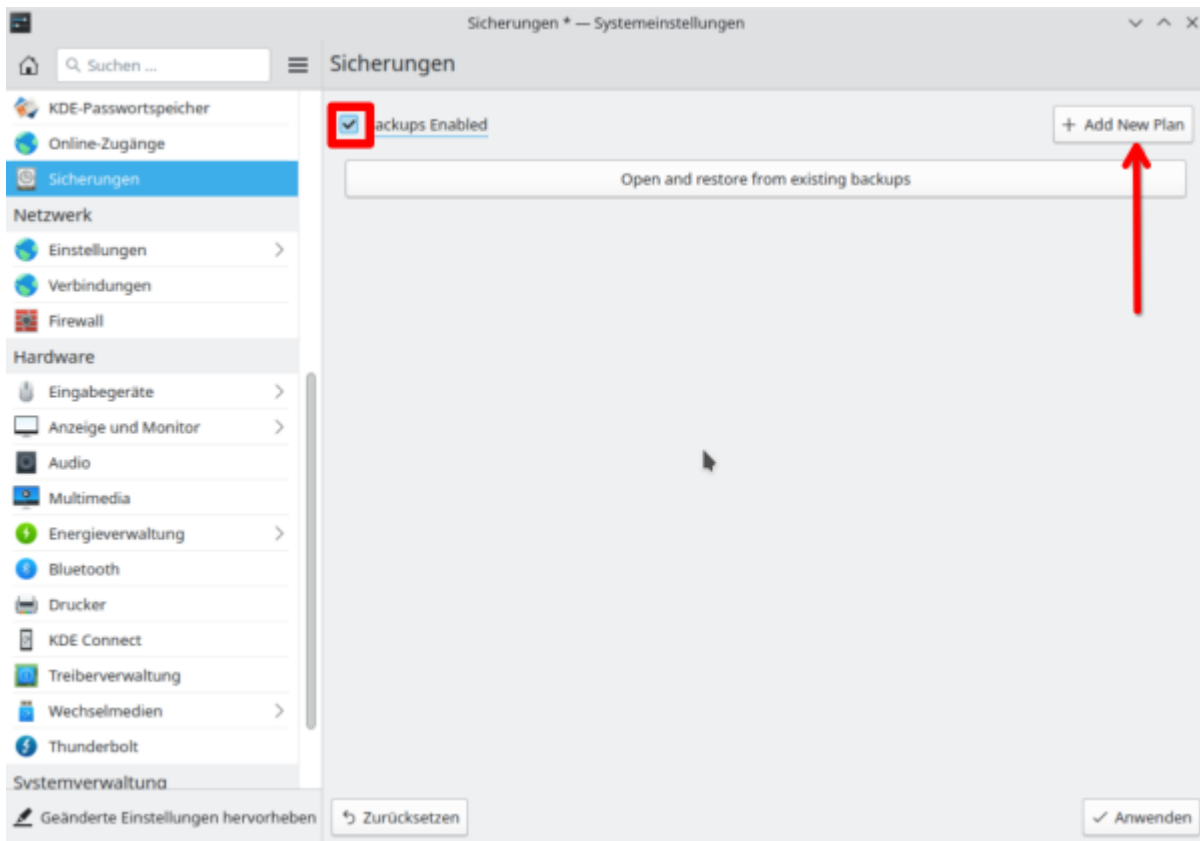 Sicherungen * — Systemeinstellungen
Suchen ...
Sicherungen
KDE-Passwortspeicher
Online-Zugänge
Sicherungen
Netzwerk
Einstellungen
Verbindungen
Firewall
Hardware
Eingabegeräte
Anzeige und Monitor
Audio
Multimedia
Energieverwaltung
Bluetooth
Drucker
KDE Connect
Treiberverwaltung
Wechselmedien
Thunderbolt
Systemverwaltung
Geänderte Einstellungen hervorheben
ackups Enabled
+ Add New Plan
Open and restore from existing backups
Zurücksetzen
Anwenden